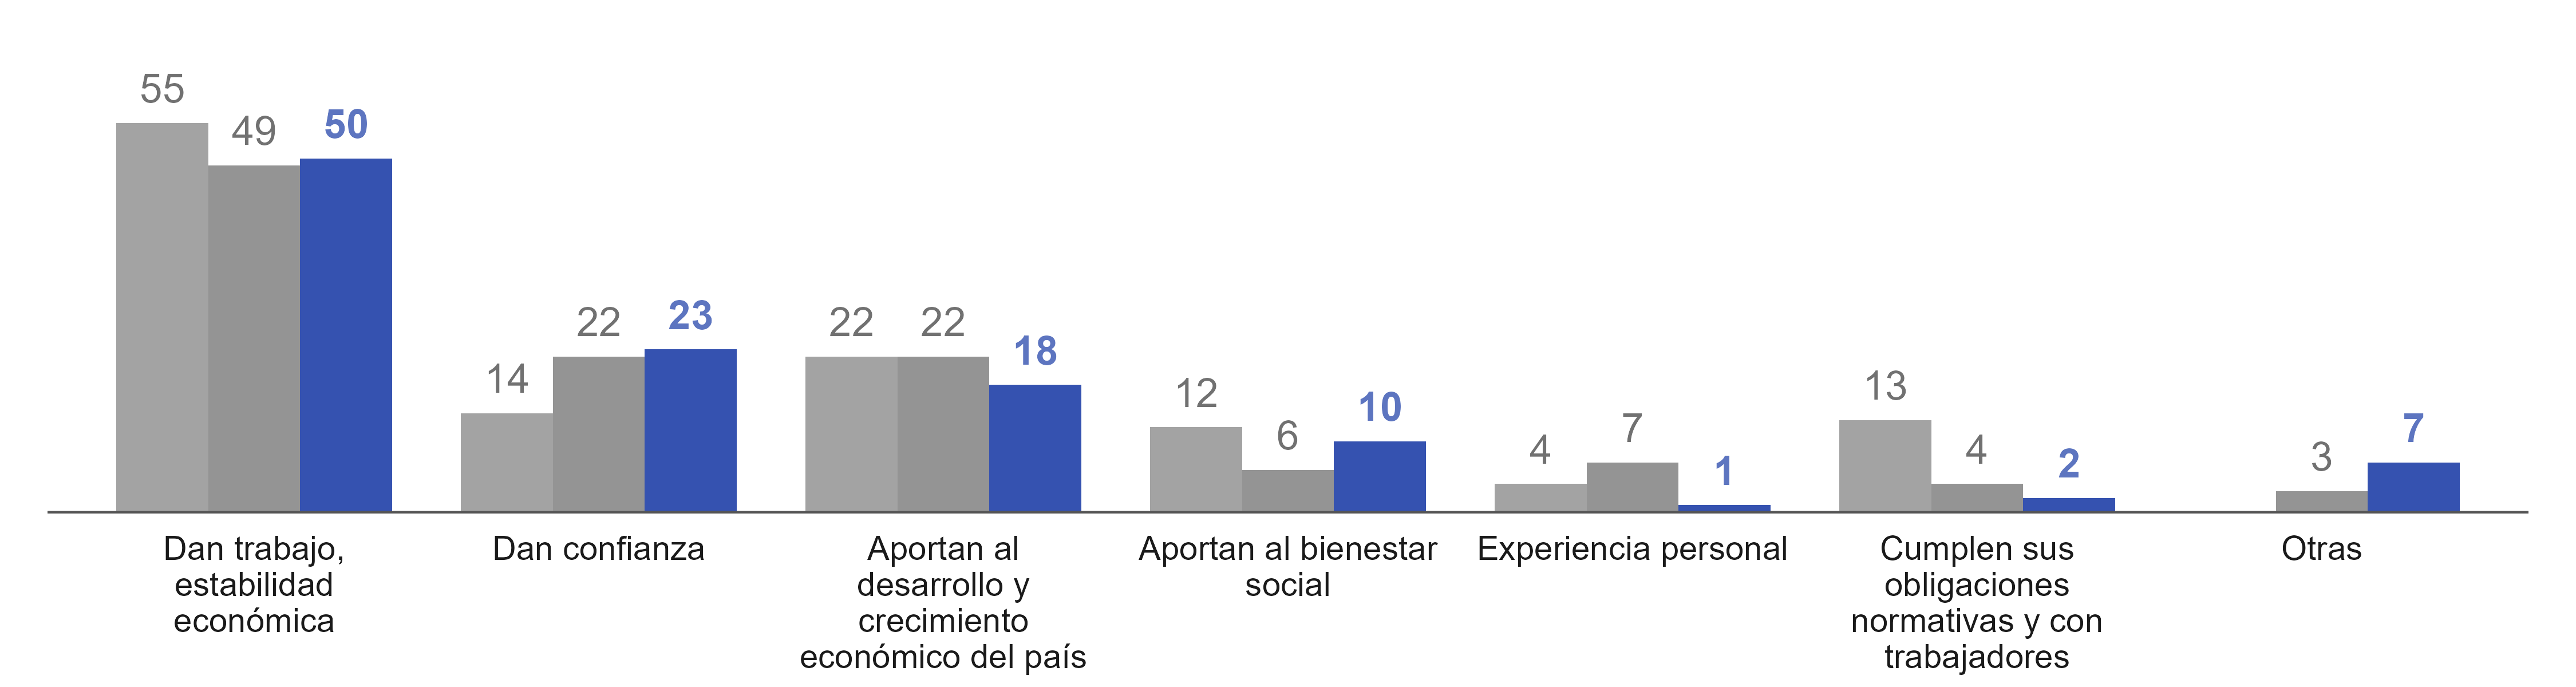 55
49
50
14
22
23
22
22
18
12
6
10
4
7
1
13
4
2
3
7
Dan trabajo,
estabilidad
económica
Dan confianza
Aportan al
desarrollo y
crecimiento
económico del país
Aportan al bienestar
social
Experiencia personal
Cumplen sus
obligaciones
normativas y con
trabajadores
Otras